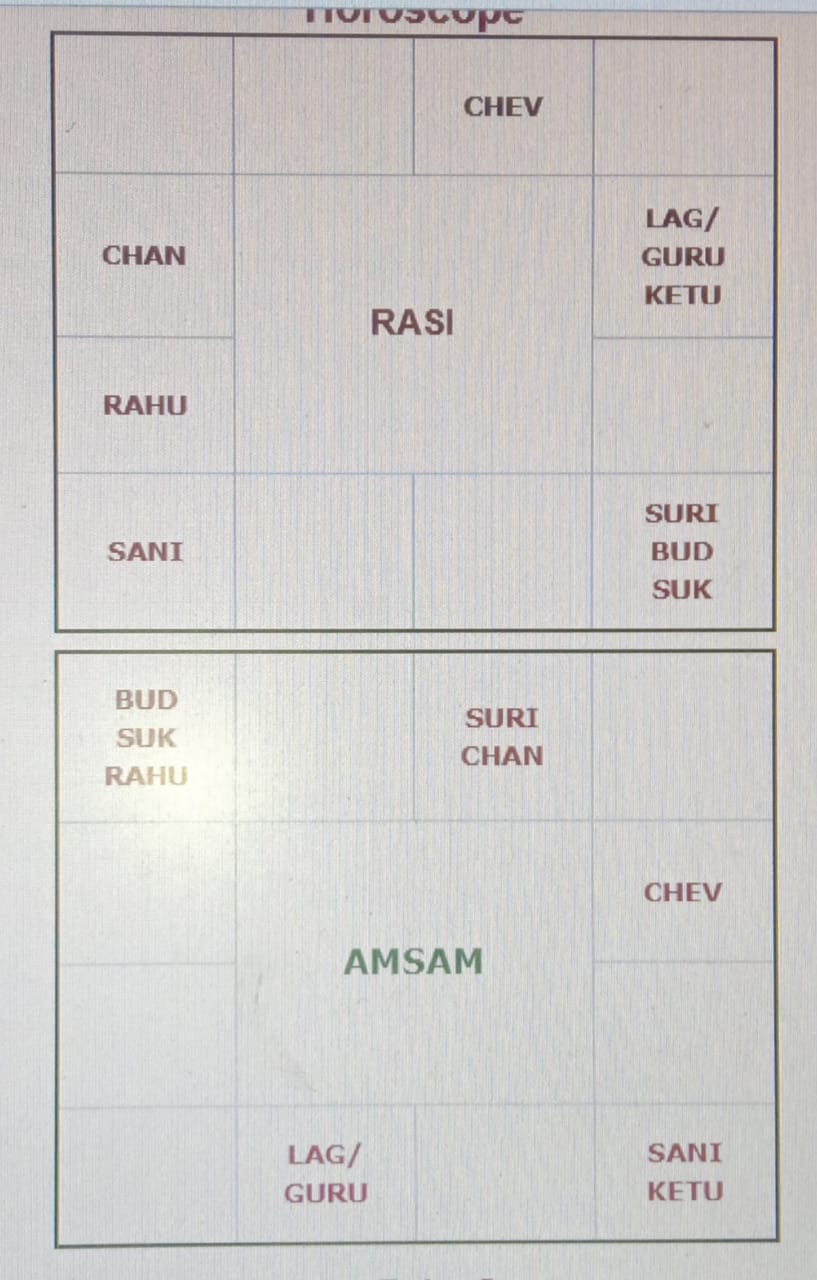 Horoscope
CHEV
CHAN
LAG/
GURU
KETU
RASI
RAHU
SANI
SURI
BUD
SUK
BUD
SUK
RAHU
SURI
CHAN
CHEV
AMSAM
LAG/
GURU
SANI
KETU